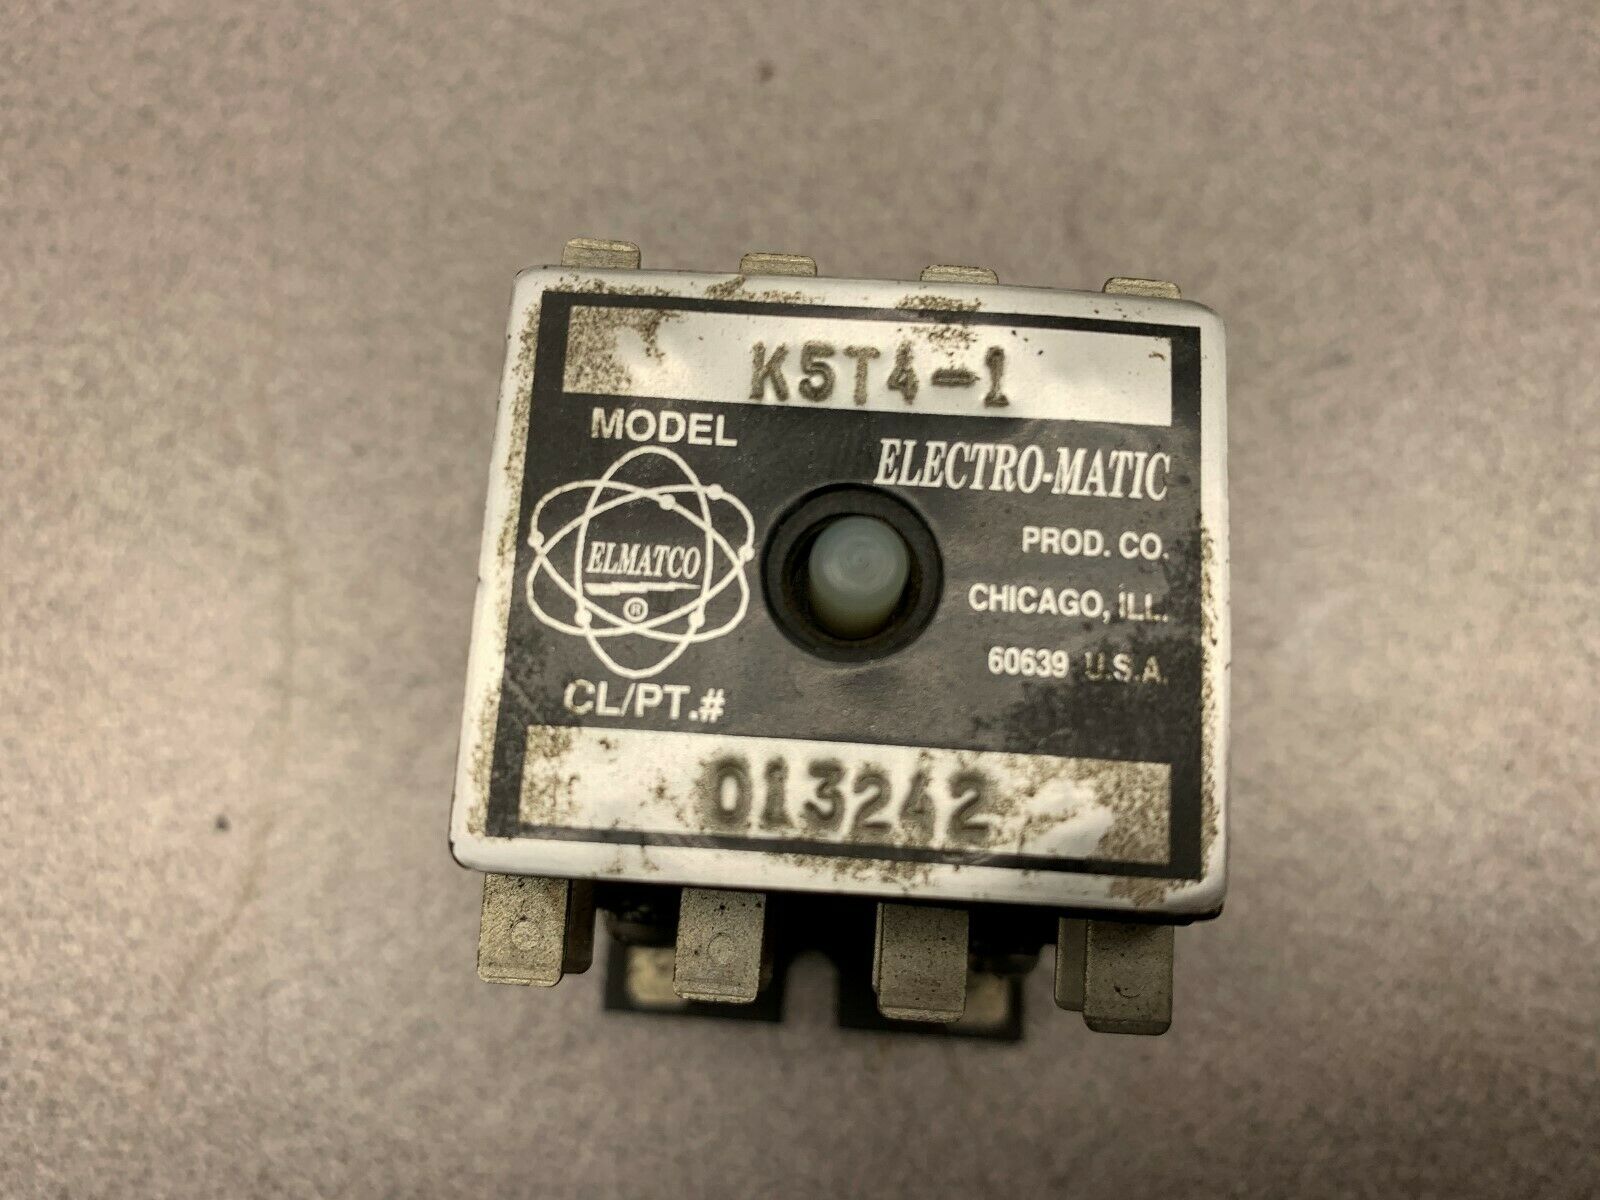 K5T4-1
MODEL
ELECTRO-MATIC
PROD. CO.
ELMATCO
®
CHICAGO, ILL.
60639 U.S.A.
CL/PT.#
013242